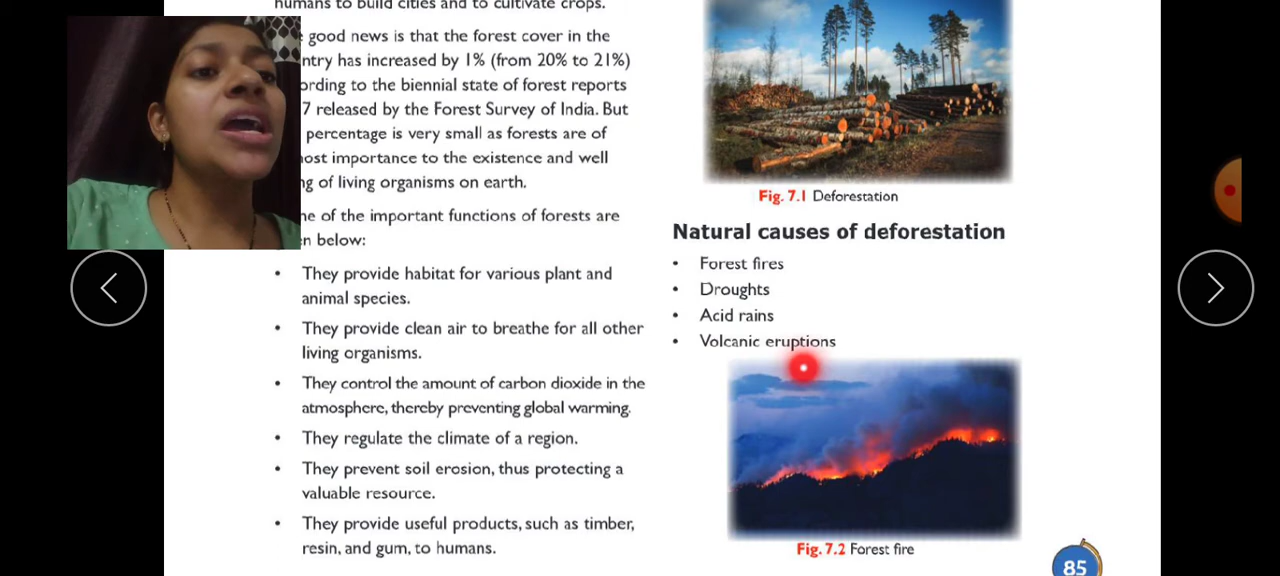 humans to build cities and to cultivate crops.
good news is that the forest cover in the
ntry has increased by 1% (from 20% to 21%)
ording to the biennial state of forest reports
7 released by the Forest Survey of India. But
percentage is very small as forests are of
ost importance to the existence and well
ng of living organisms on earth.
ne of the important functions of forests are
n below:
• They provide habitat for various plant and
animal species.
• They provide clean air to breathe for all other
living organisms.
• They control the amount of carbon dioxide in the
atmosphere, thereby preventing global warming.
• They regulate the climate of a region.
• They prevent soil erosion, thus protecting a
valuable resource.
• They provide useful products, such as timber,
resin, and gum, to humans.
Fig. 7.1 Deforestation
Natural causes of deforestation
• Forest fires
• Droughts
• Acid rains
• Volcanic eruptions
Fig. 7.2 Forest fire
85